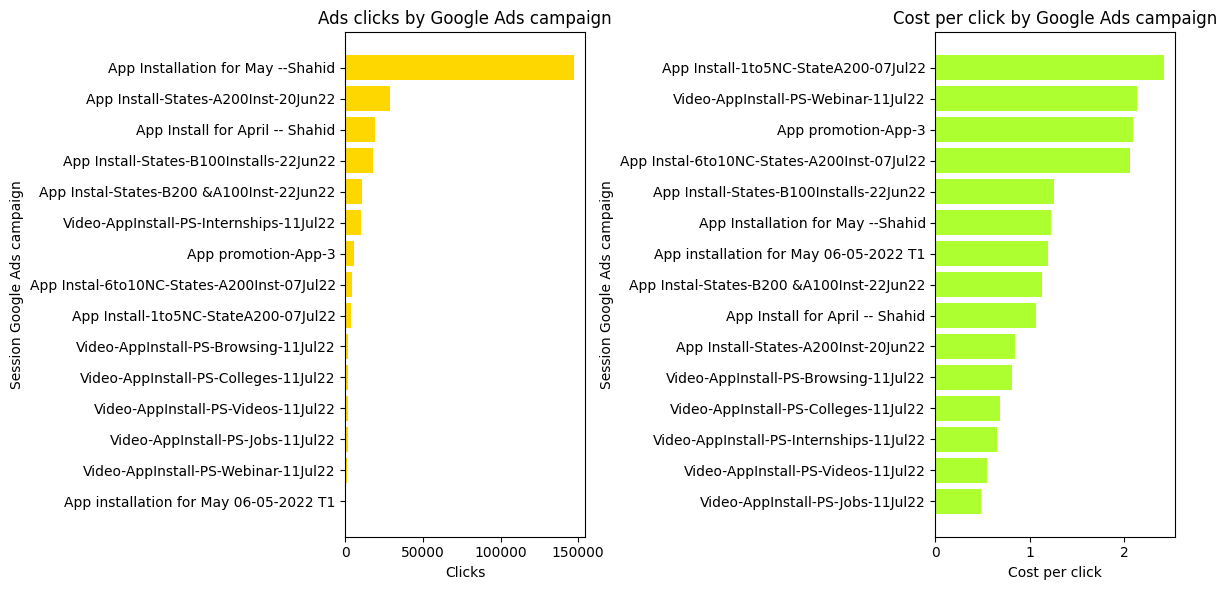 Ads clicks by Google Ads campaign
Session Google Ads campaign
App Installation for May --Shahid
App Install-States-A200Inst-20Jun22
App Install for April -- Shahid
App Install-States-B100Installs-22Jun22
App Instal-States-B200 &A100Inst-22Jun22
Video-AppInstall-PS-Internships-11Jul22
App promotion-App-3
App Instal-6to10NC-States-A200Inst-07Jul22
App Install-1to5NC-StateA200-07Jul22
Video-AppInstall-PS-Browsing-11Jul22
Video-AppInstall-PS-Colleges-11Jul22
Video-AppInstall-PS-Videos-11Jul22
Video-AppInstall-PS-Jobs-11Jul22
Video-AppInstall-PS-Webinar-11Jul22
App installation for May 06-05-2022 T1
0 50000 100000 150000
Clicks
Cost per click by Google Ads campaign
Session Google Ads campaign
App Install-1to5NC-StateA200-07Jul22
Video-AppInstall-PS-Webinar-11Jul22
App promotion-App-3
App Instal-6to10NC-States-A200Inst-07Jul22
App Install-States-B100Installs-22Jun22
App Installation for May --Shahid
App installation for May 06-05-2022 T1
App Instal-States-B200 &A100Inst-22Jun22
App Install for April -- Shahid
App Install-States-A200Inst-20Jun22
Video-AppInstall-PS-Browsing-11Jul22
Video-AppInstall-PS-Colleges-11Jul22
Video-AppInstall-PS-Internships-11Jul22
Video-AppInstall-PS-Videos-11Jul22
Video-AppInstall-PS-Jobs-11Jul22
0 1 2
Cost per click